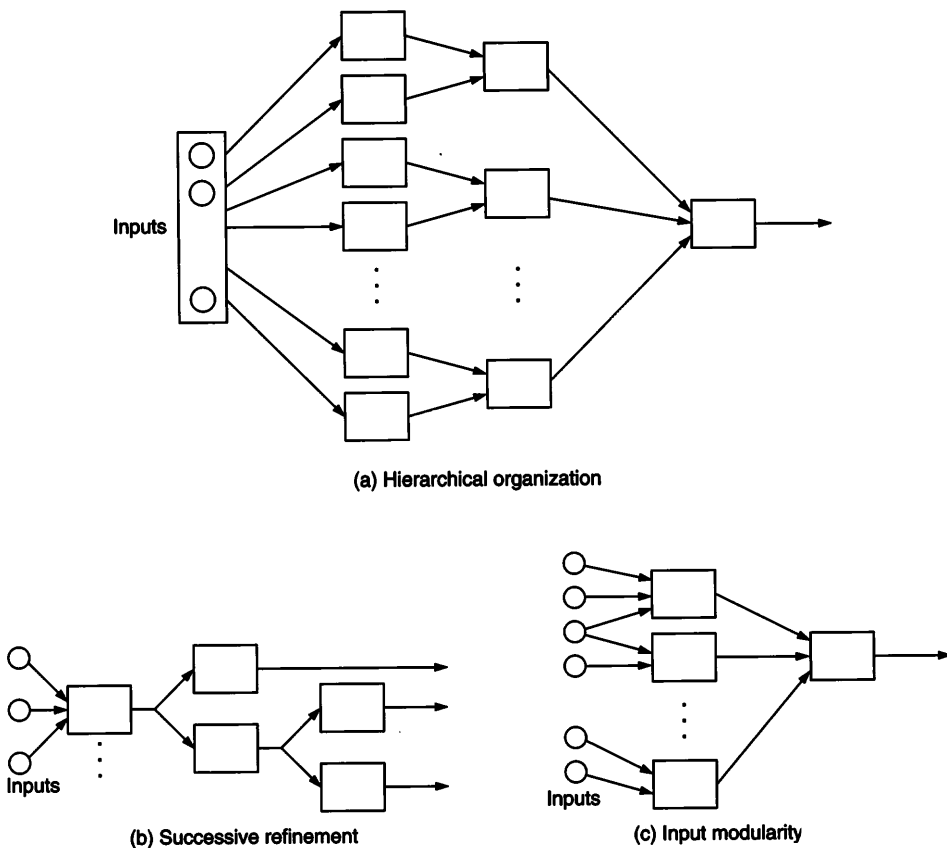 Inputs
(a) Hierarchical organization
Inputs
(b) Successive refinement
Inputs
(c) Input modularity